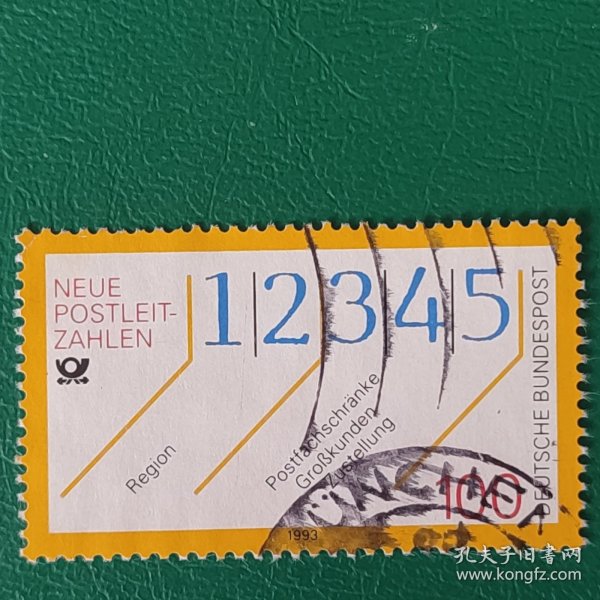 NEUE
POSTLEIT-
ZAHLEN
1|2|3|4|5
Region
Postfachschränke
Großkunden
Zustellung
100
DEUTSCHE BUNDESPOST
1993
孔夫子旧书网
www.kongfz.com